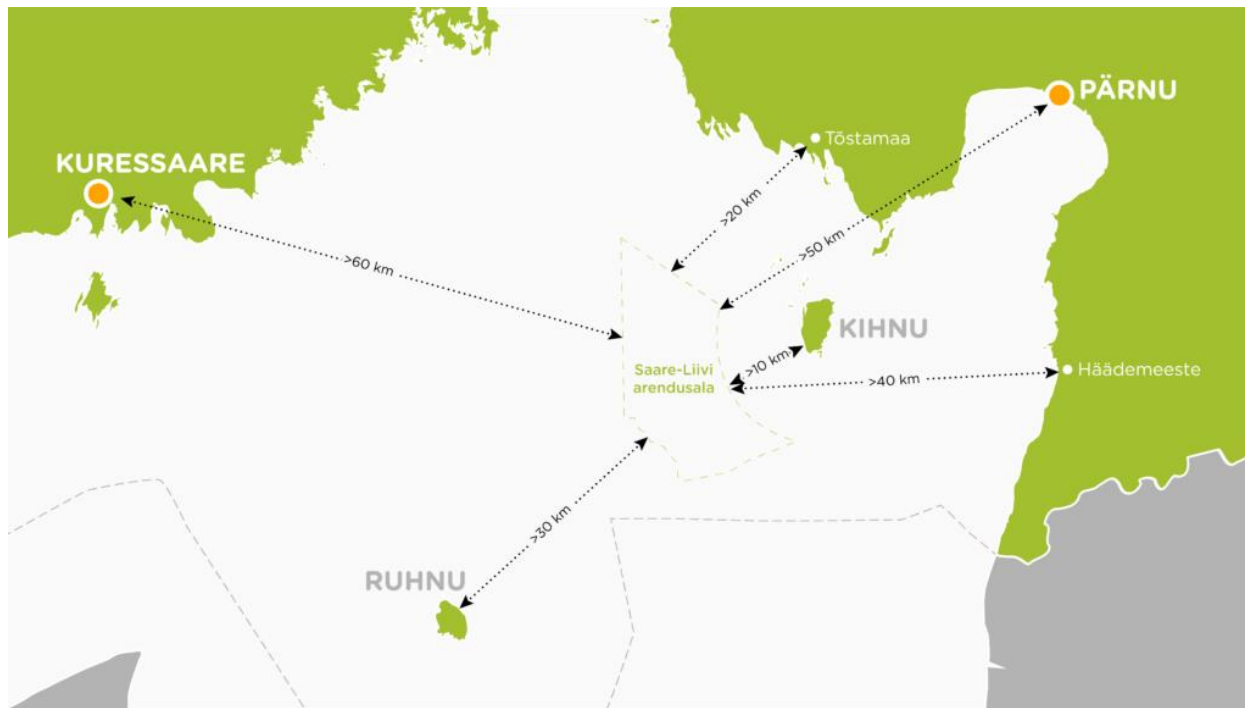 PÄRNU
Tõstamaa
KURESSAARE
>20 km
>50 km
>60 km
KIHNU
>10 km
Saare-Liivi
arendusala
>40 km
Häädemeeste
>30 km
RUHNU